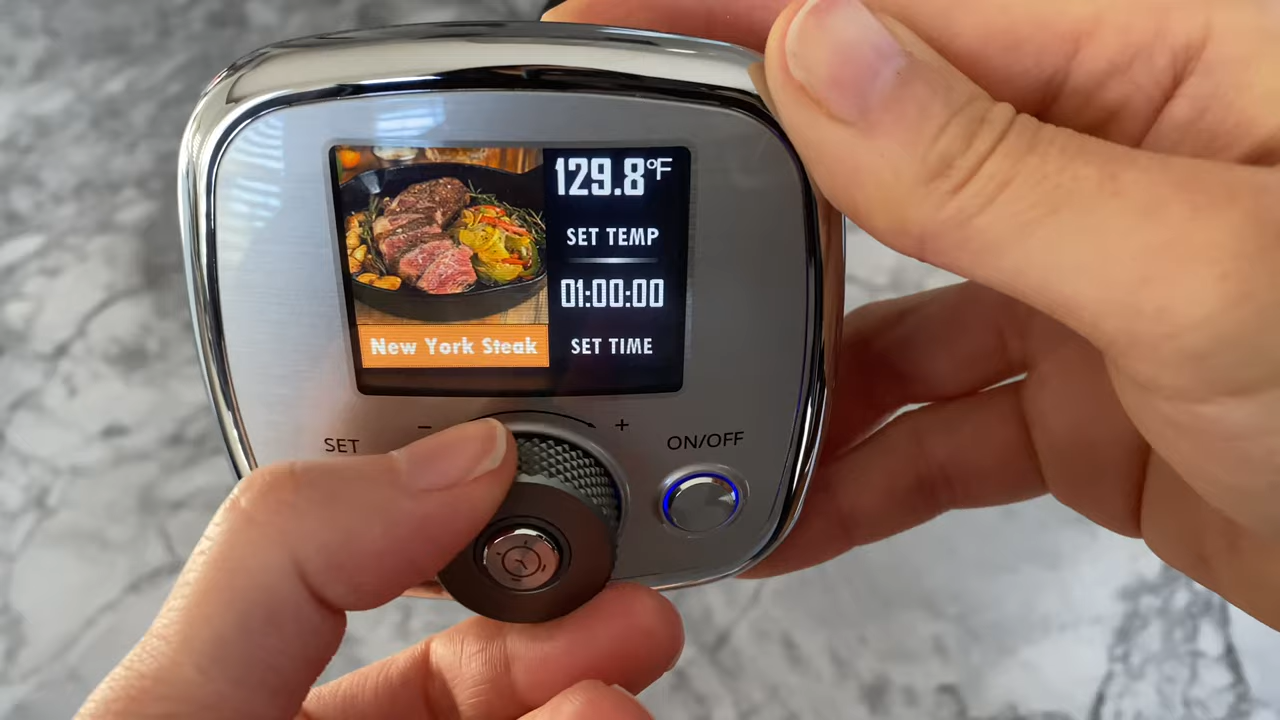 129.8°F
SET TEMP
01:00:00
New York Steak
SET TIME
- +
SET
ON/OFF